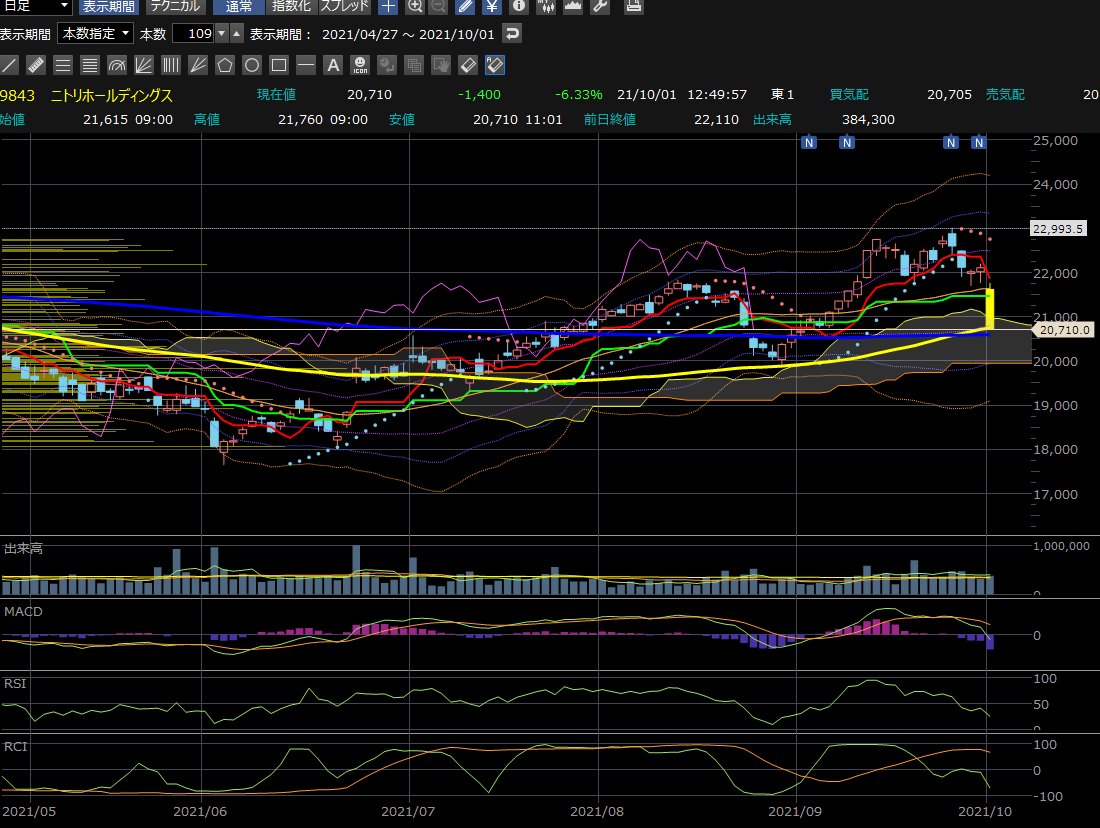 日足 表示期間 テクニカル 通常 指数化 スプレッド
表示期間 本数指定 本数 109 表示期間： 2021/04/27 ～ 2021/10/01
A ICON
9843 ニトリホールディングス 現在値 20,710 -1,400 -6.33% 21/10/01 12:49:57 東1 買気配 20,705 売気配 20
始値 21,615 09:00 高値 21,760 09:00 安値 20,710 11:01 前日終値 22,110 出来高 384,300
N N N N
25,000
24,000
22,993.5
22,000
21,000
20,710.0
20,000
19,000
18,000
17,000
出来高 1,000,000
0
MACD
0
RSI 100
50
0
RCI 100
0
-100
2021/05 2021/06 2021/07 2021/08 2021/09 2021/10